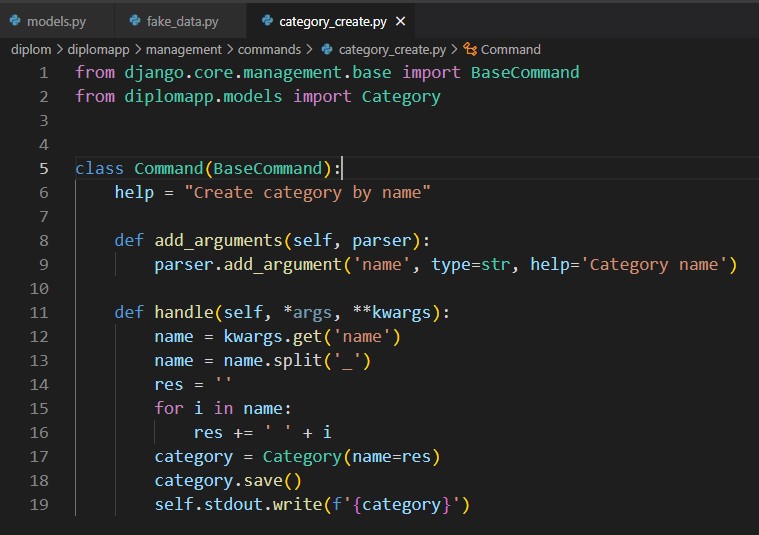 models.py fake_data.py category_create.py
diplom > diplomapp > management > commands > category_create.py > Command
1 from django.core.management.base import BaseCommand
2 from diplomapp.models import Category
3
4
5 class Command(BaseCommand):
6     help = "Create category by name"
7
8     def add_arguments(self, parser):
9         parser.add_argument('name', type=str, help='Category name')
10
11     def handle(self, *args, **kwargs):
12         name = kwargs.get('name')
13         name = name.split('_')
14         res = ''
15         for i in name:
16             res += ' ' + i
17         category = Category(name=res)
18         category.save()
19         self.stdout.write(f'{category}')